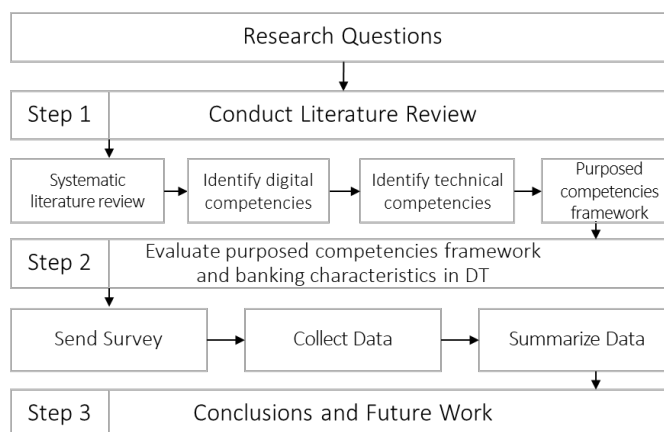 Research Questions
Step 1
Conduct Literature Review
Systematic
literature review
Identify digital
competencies
Identify technical
competencies
Purposed
competencies
framework
Step 2
Evaluate purposed competencies framework
and banking characteristics in DT
Send Survey
Collect Data
Summarize Data
Step 3
Conclusions and Future Work